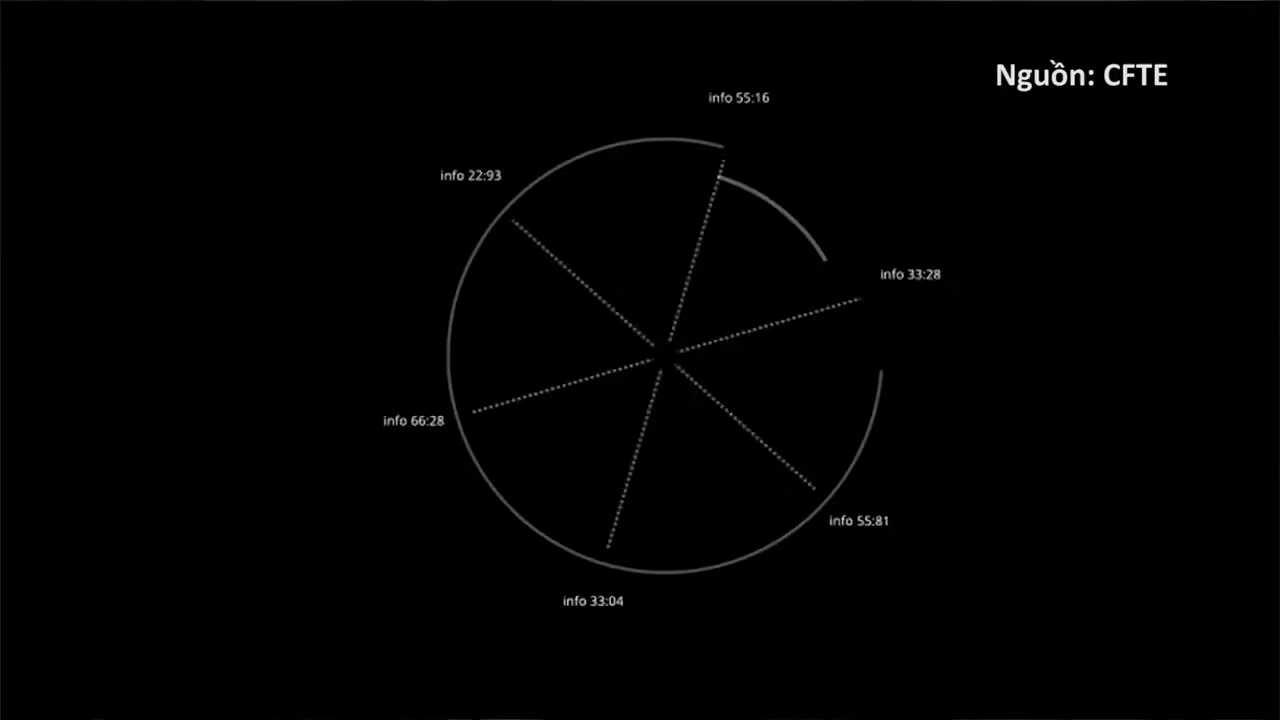 Nguồn: CFTE
info 55:16
info 22:93
info 33:28
info 66:28
info 55:81
info 33:04